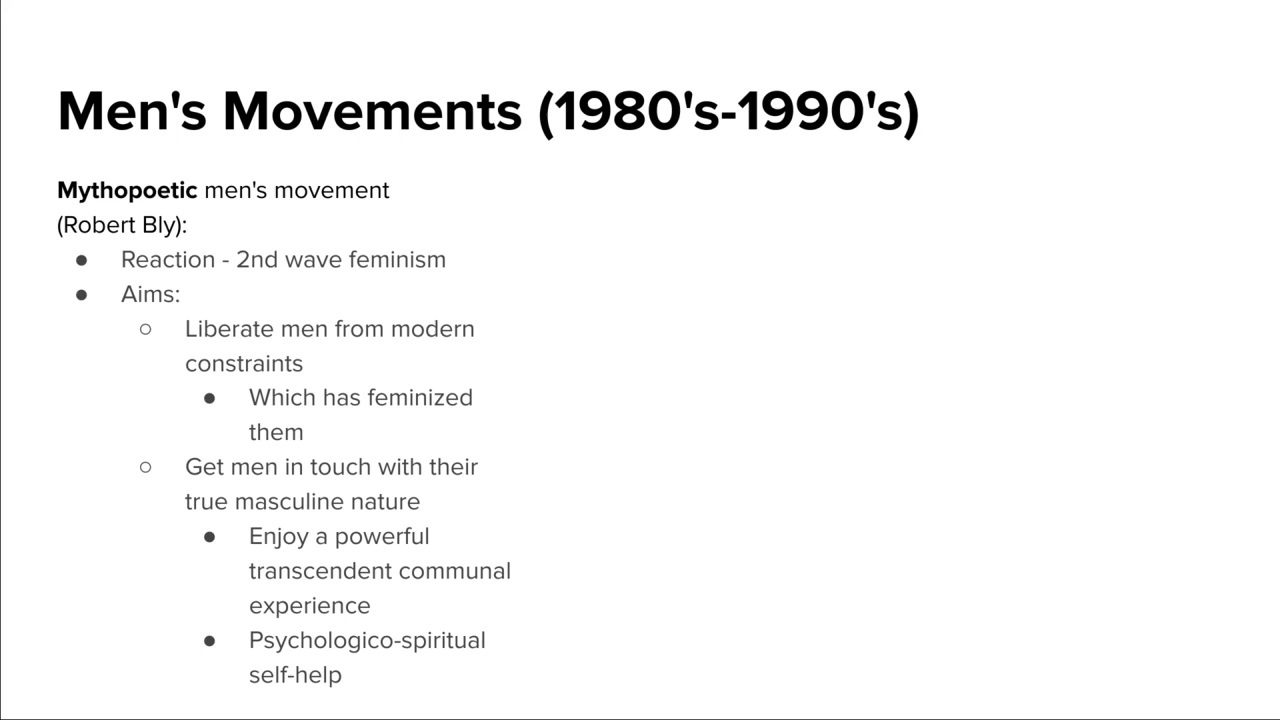 Men's Movements (1980's-1990's)
Mythopoetic men's movement
(Robert Bly):
● Reaction - 2nd wave feminism
● Aims:
○ Liberate men from modern
constraints
● Which has feminized
them
○ Get men in touch with their
true masculine nature
● Enjoy a powerful
transcendent communal
experience
● Psychologico-spiritual
self-help